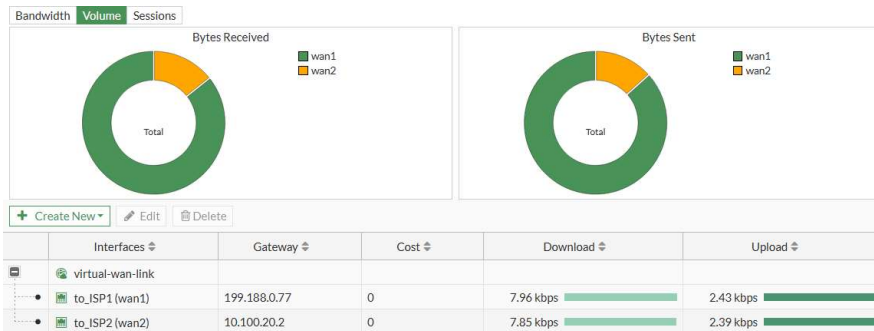 Bandwidth Volume Sessions
Bytes Received
wan1
wan2
Total
Bytes Sent
wan1
wan2
Total
Create New Edit Delete
Interfaces Gateway Cost Download Upload
virtual-wan-link
to_ISP1 (wan1) 199.188.0.77 0 7.96 kbps 2.43 kbps
to_ISP2 (wan2) 10.100.20.2 0 7.85 kbps 2.39 kbps